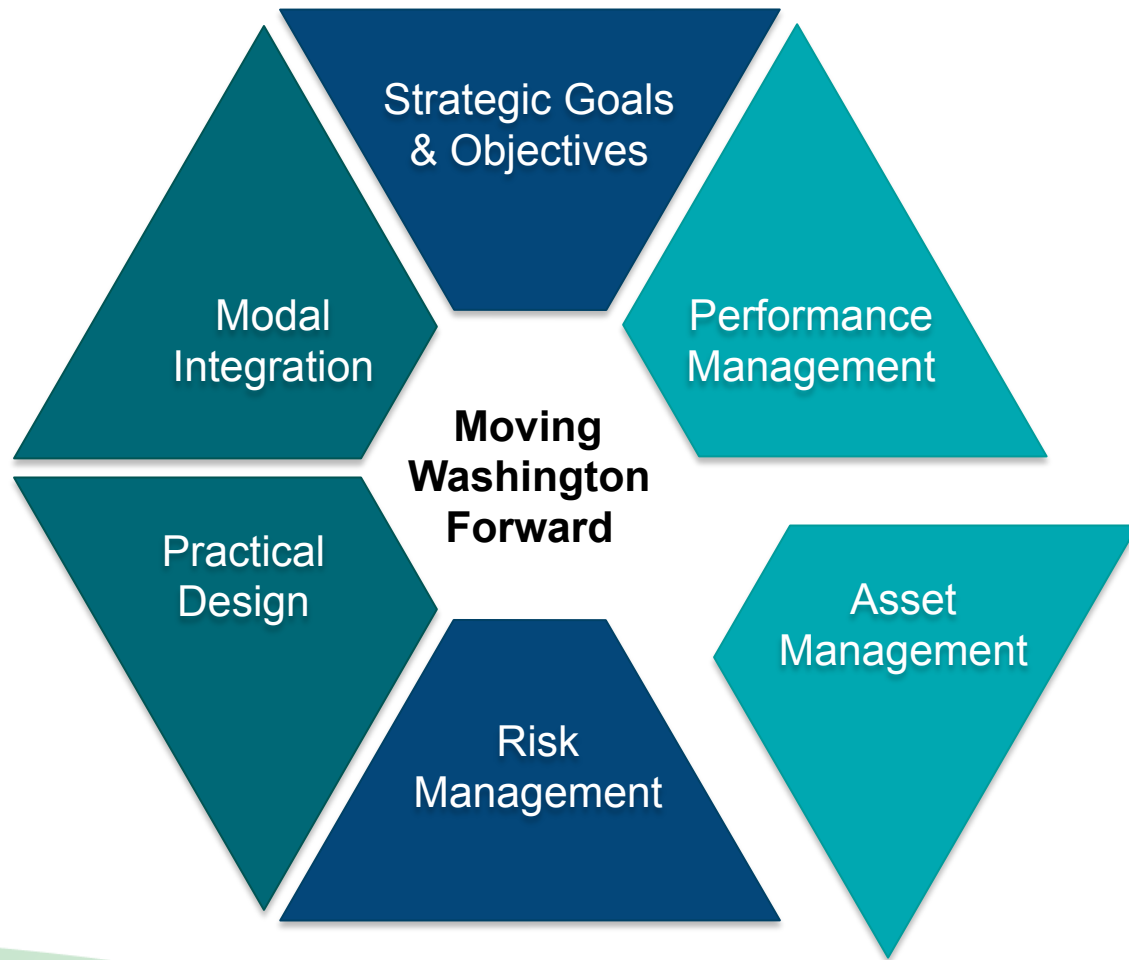 Strategic Goals
& Objectives
Modal
Integration
Performance
Management
Moving
Washington
Forward
Practical
Design
Asset
Management
Risk
Management